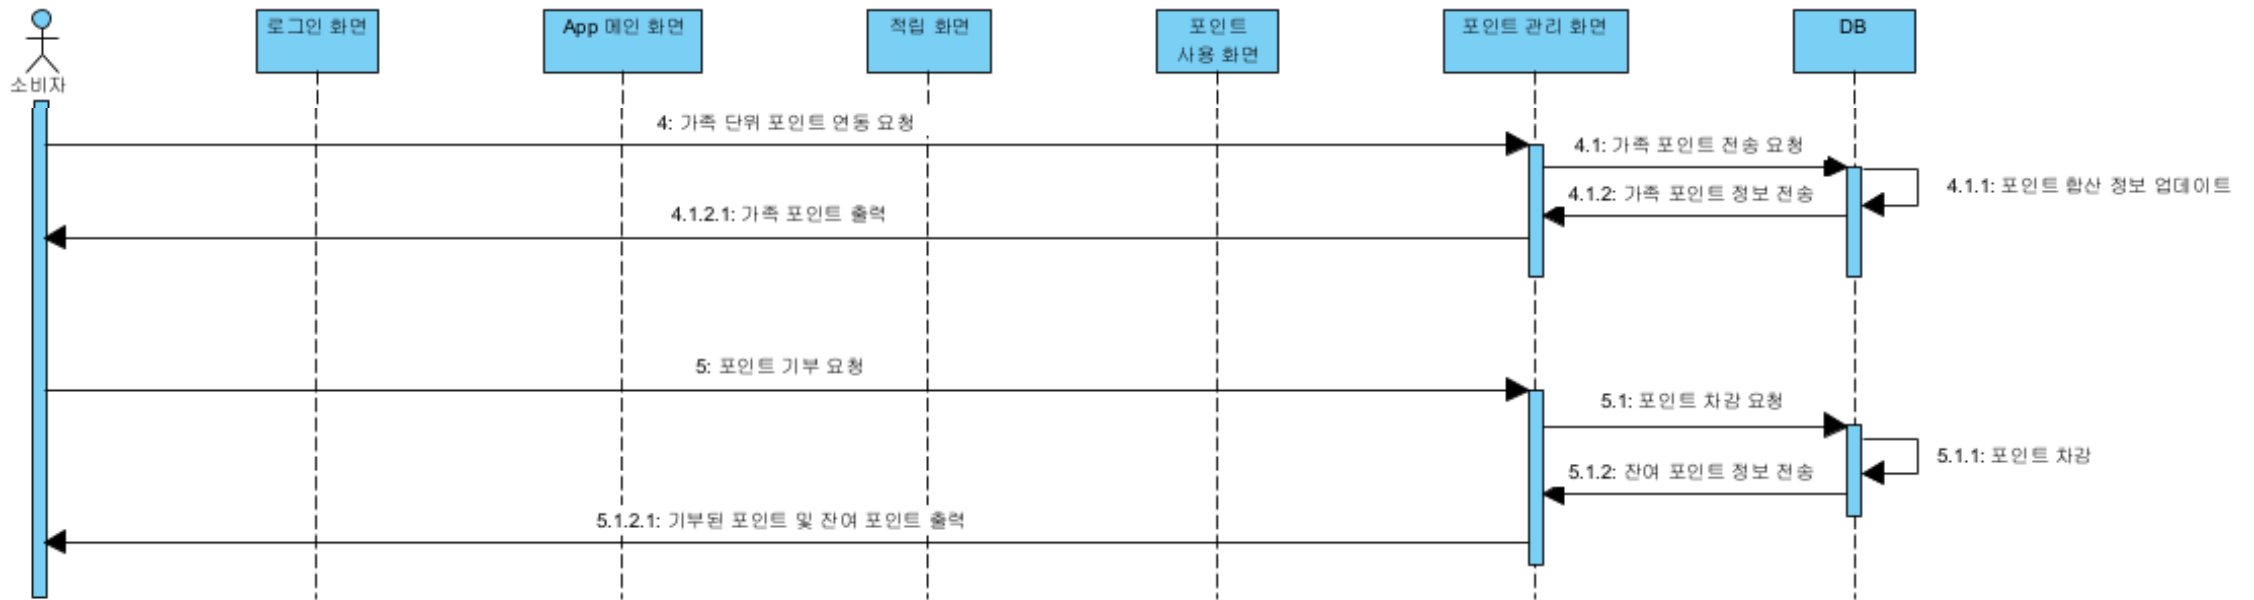 소비자
로그인 화면
App 메인 화면
적립 화면
포인트
사용 화면
포인트 관리 화면
DB
4: 가족 단위 포인트 연동 요청
4.1: 가족 포인트 전송 요청
4.1.1: 포인트 합산 정보 업데이트
4.1.2: 가족 포인트 정보 전송
4.1.2.1: 가족 포인트 출력
5: 포인트 기부 요청
5.1: 포인트 차감 요청
5.1.1: 포인트 차감
5.1.2: 잔여 포인트 정보 전송
5.1.2.1: 기부된 포인트 및 잔여 포인트 출력